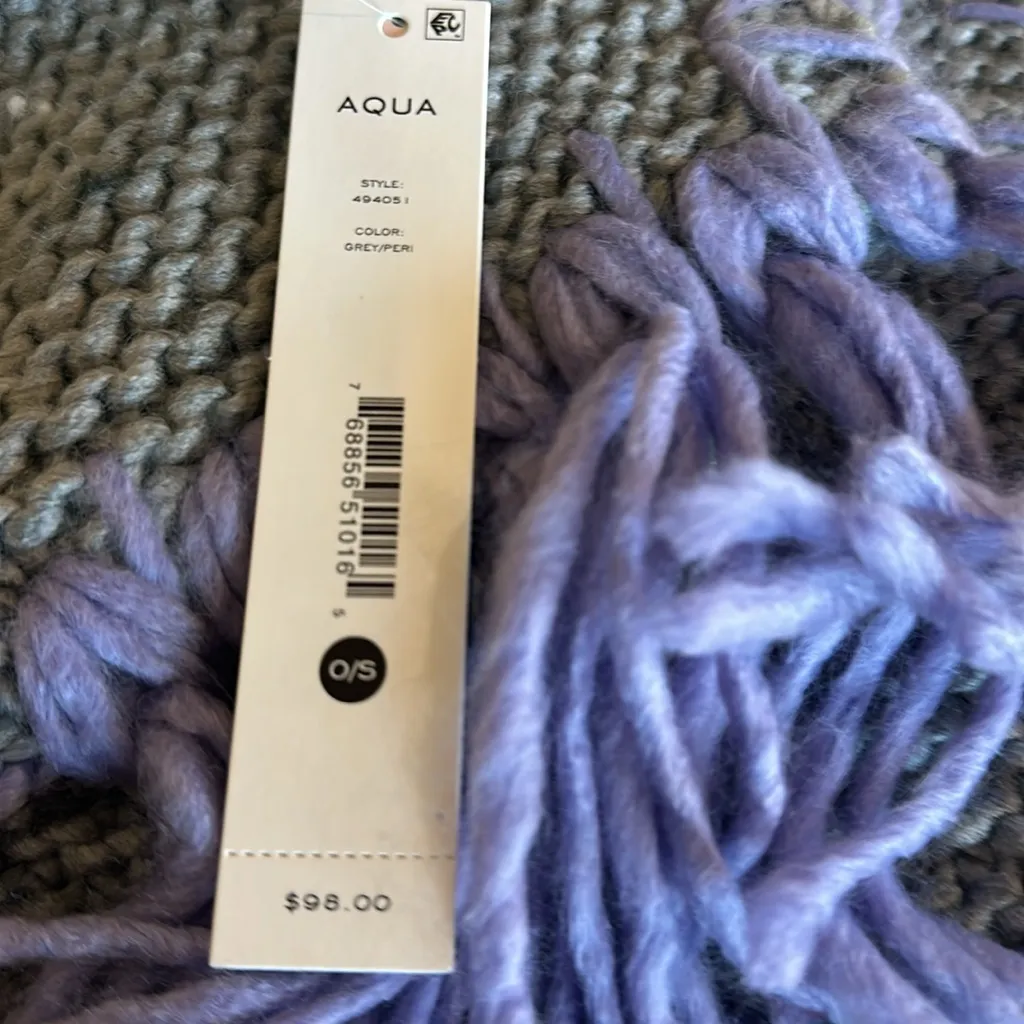 AQUA
STYLE:
494051
COLOR:
GREY/PERI
7 68856 51016 5
O/S
$98.00